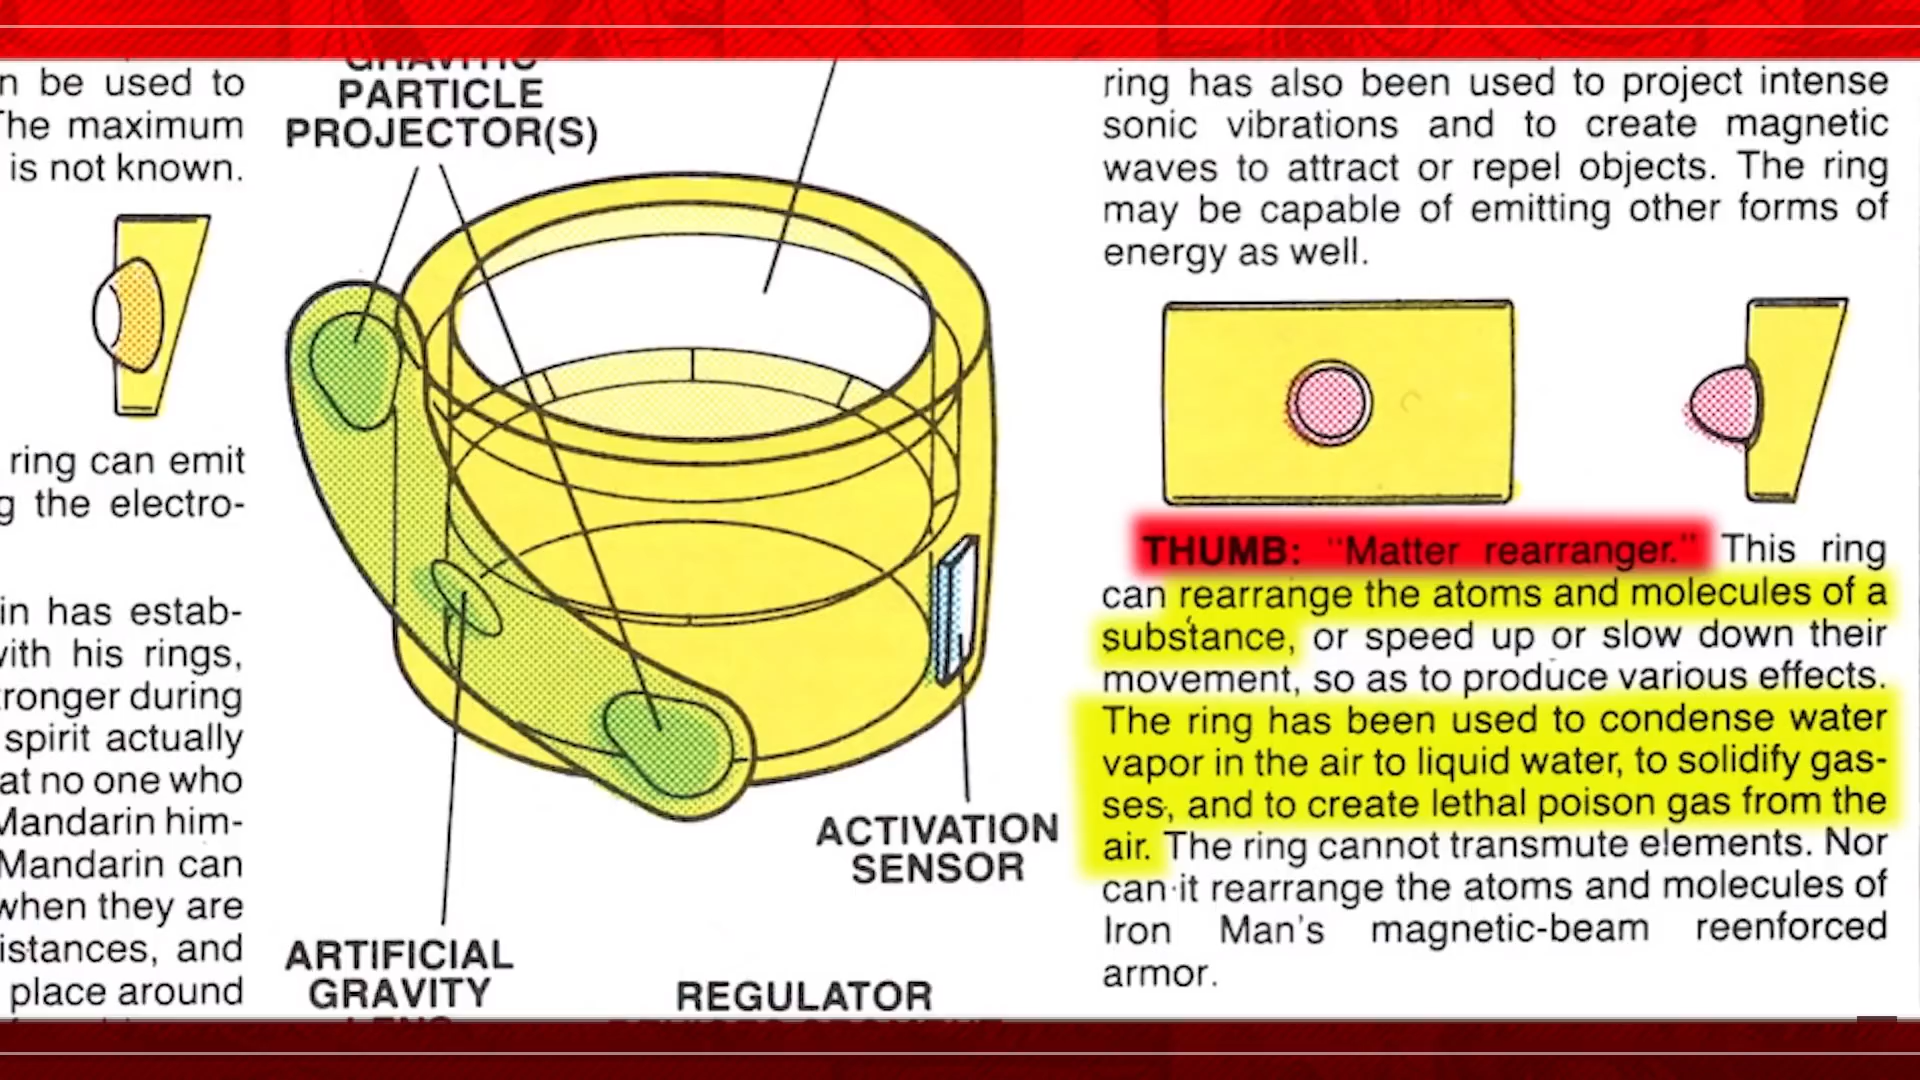 n be used to
The maximum
is not known.
ring can emit
g the electro-
in has estab-
with his rings,
tronger during
spirit actually
at no one who
Mandarin him-
Mandarin can
when they are
istances, and
place around
GRAVITIC
PARTICLE
PROJECTOR(S)
ACTIVATION
SENSOR
ARTIFICIAL
GRAVITY
LENS
REGULATOR
ring has also been used to project intense
sonic vibrations and to create magnetic
waves to attract or repel objects. The ring
may be capable of emitting other forms of
energy as well.
THUMB: "Matter rearranger." This ring
can rearrange the atoms and molecules of a
substance, or speed up or slow down their
movement, so as to produce various effects.
The ring has been used to condense water
vapor in the air to liquid water, to solidify gas-
ses, and to create lethal poison gas from the
air. The ring cannot transmute elements. Nor
can it rearrange the atoms and molecules of
Iron Man's magnetic-beam reenforced
armor.